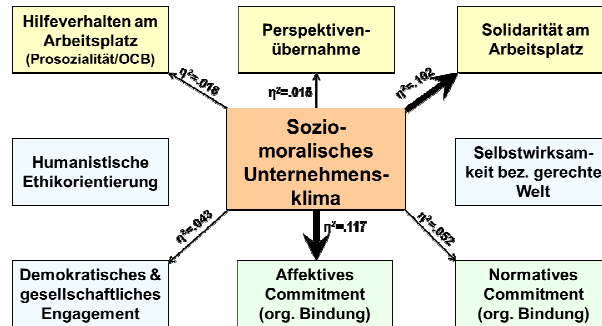 Hilfeverhalten am
Arbeitsplatz
(Prosozialität/OCB)
Perspektiven-
übernahme
Solidarität am
Arbeitsplatz
η²=.018
η²=.015
η²=.102
Sozio-
moralisches
Unternehmens-
klima
Humanistische
Ethikorientierung
Selbstwirksam-
keit bez. gerechte
Welt
η²=.043
η²=.117
η²=.052
Demokratisches &
gesellschaftliches
Engagement
Affektives
Commitment
(org. Bindung)
Normatives
Commitment
(org. Bindung)